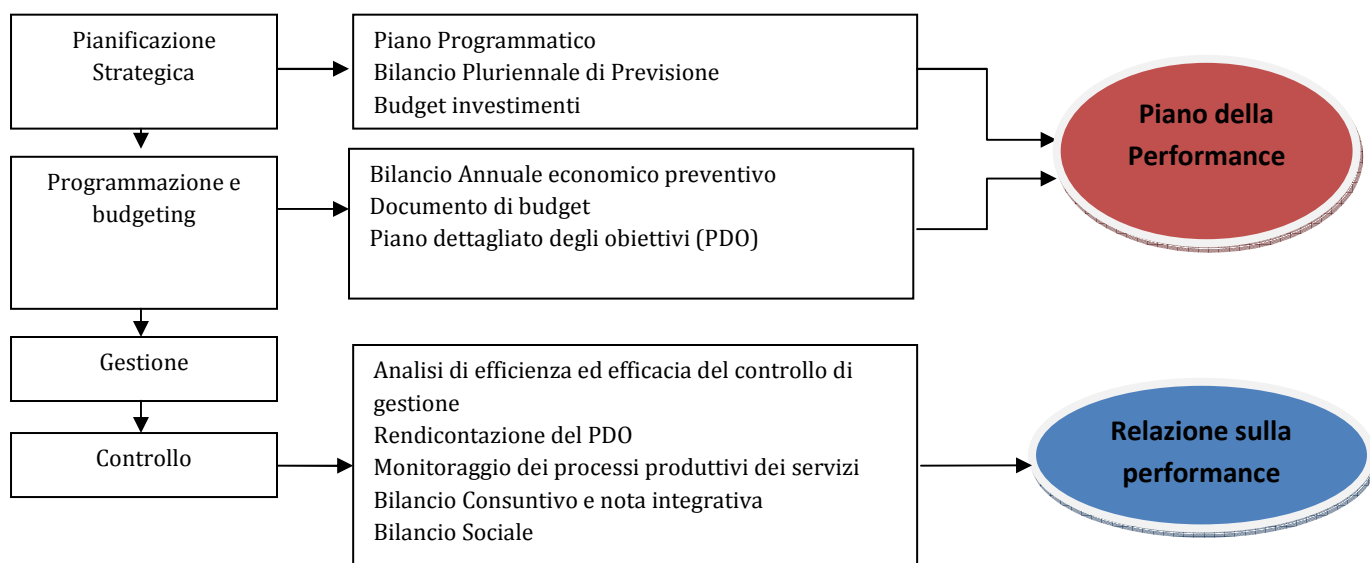 Pianificazione
Strategica
Piano Programmatico
Bilancio Pluriennale di Previsione
Budget investimenti
Piano della
Performance
Programmazione e
budgeting
Bilancio Annuale economico preventivo
Documento di budget
Piano dettagliato degli obiettivi (PDO)
Gestione
Controllo
Analisi di efficienza ed efficacia del controllo di
gestione
Rendicontazione del PDO
Monitoraggio dei processi produttivi dei servizi
Bilancio Consuntivo e nota integrativa
Bilancio Sociale
Relazione sulla
performance